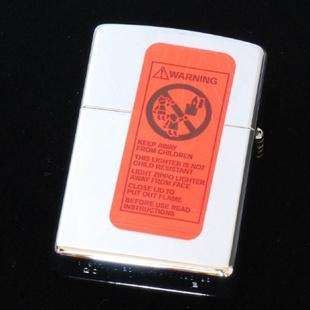 WARNING
KEEP AWAY
FROM CHILDREN
THIS LIGHTER IS NOT
CHILD RESISTANT
LIGHT ZIPPO LIGHTER
AWAY FROM FACE
CLOSE LID TO
PUT OUT FLAME
BEFORE USE READ
INSTRUCTIONS